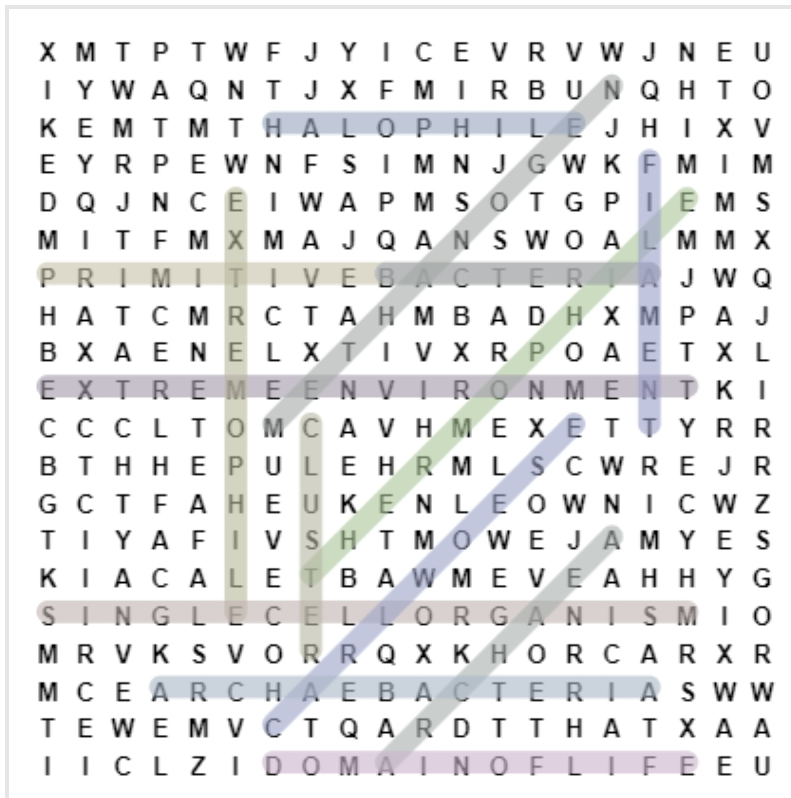 X M T P T W F J Y I C E V R V W J N E U
I Y W A Q N T J X F M I R B U N Q H T O
K E M T M T H A L O P H I L E J H I X V
E Y R P E W N F S I M N J G W K F M I M
D Q J N C E I W A P M S O T G P I E M S
M I T F M X M A J Q A N S W O A L M M X
P R I M I T I V E B A C T E R I A J W Q
H A T C M R C T A H M B A D H X M P A J
B X A E N E L X T I V X R P O A E T X L
E X T R E M E E N V I R O N M E N T K I
C C C L T O M C A V H M E X E T T Y R R
B T H H E P U L E H R M L S C W R E J R
G C T F A H E U K E N L E O W N I C W Z
T I Y A F I V S H T M O W E J A M Y E S
K I A C A L E T B A W M E V E A H H Y G
S I N G L E C E L L O R G A N I S M I O
M R V K S V O R R Q X K H O R C A R X R
M C E A R C H A E B A C T E R I A S W W
T E W E M V C T Q A R D T T H A T X A A
I I C L Z I D O M A I N O F L I F E E U